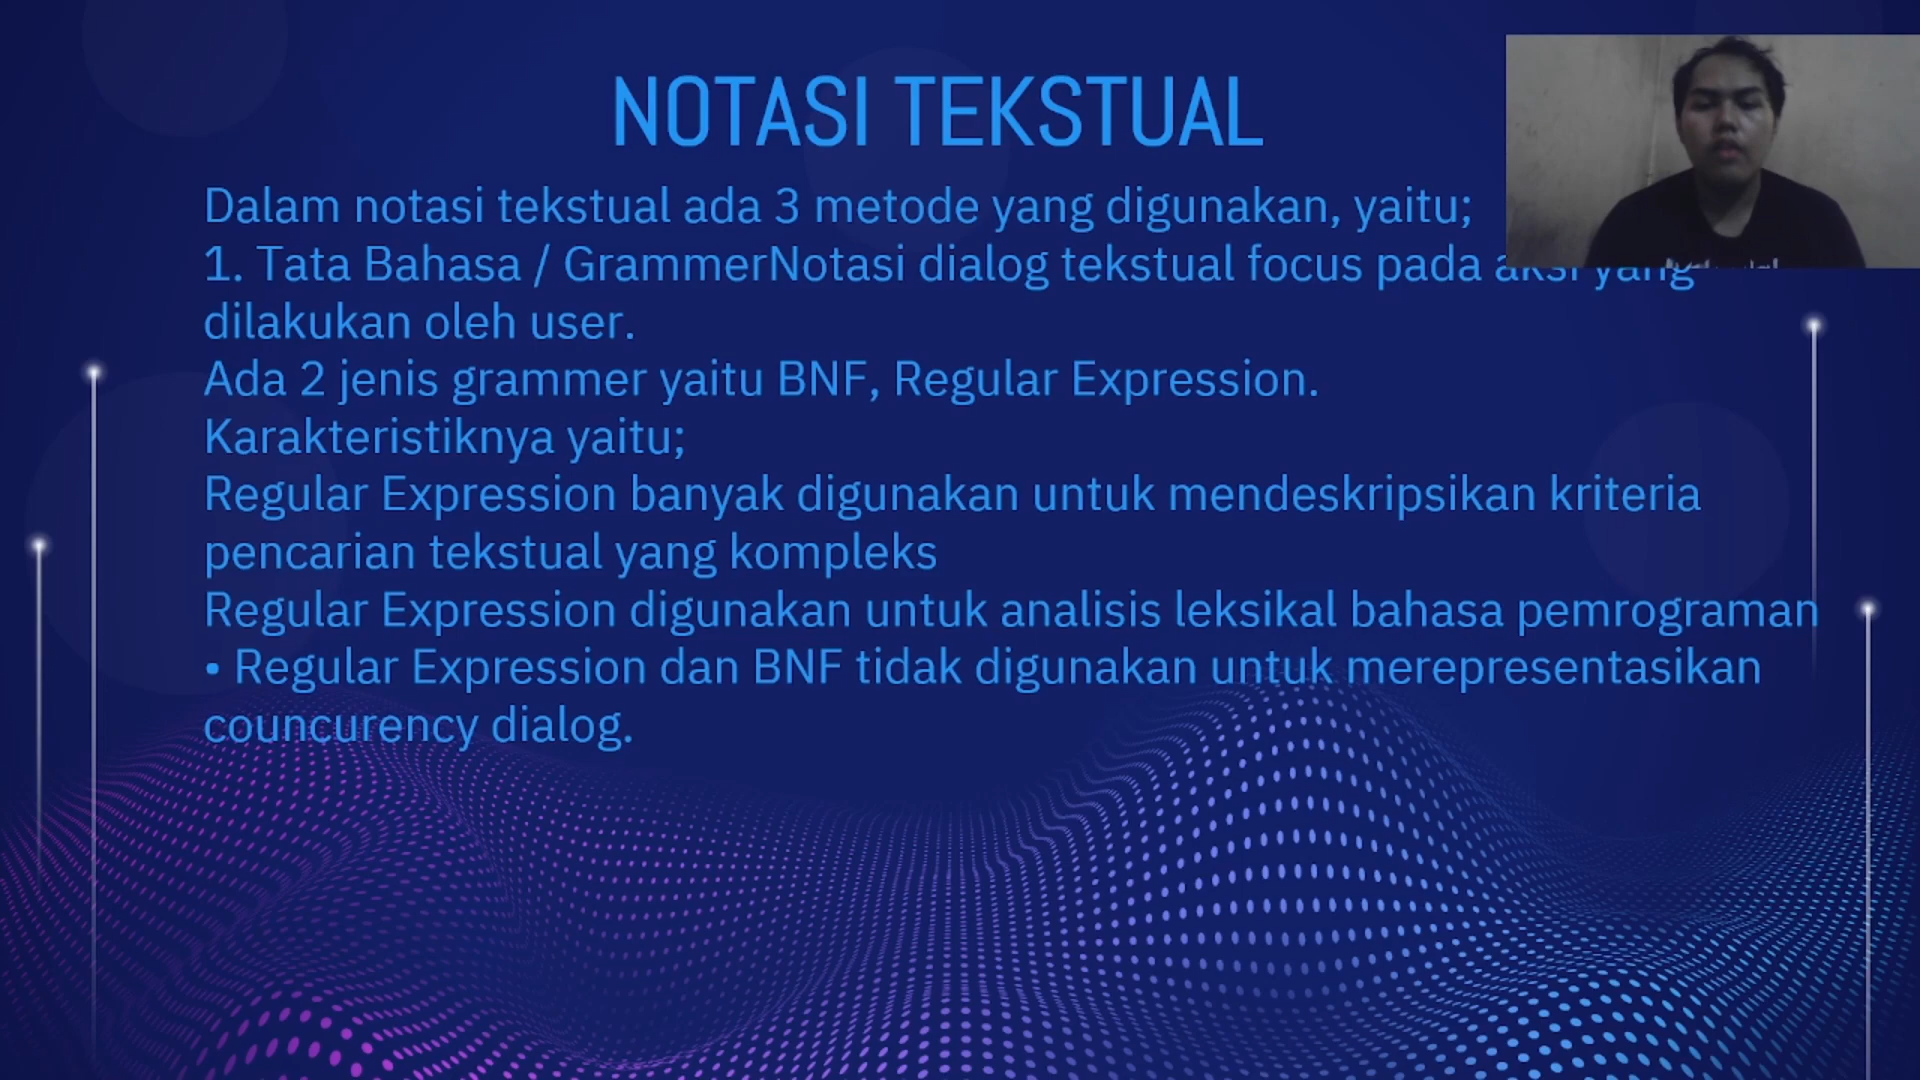 NOTASI TEKSTUAL
Dalam notasi tekstual ada 3 metode yang digunakan, yaitu;
1. Tata Bahasa / GrammerNotasi dialog tekstual focus pada aksi yang
dilakukan oleh user.
Ada 2 jenis grammer yaitu BNF, Regular Expression.
Karakteristiknya yaitu;
Regular Expression banyak digunakan untuk mendeskripsikan kriteria
pencarian tekstual yang kompleks
Regular Expression digunakan untuk analisis leksikal bahasa pemrograman
• Regular Expression dan BNF tidak digunakan untuk merepresentasikan
councurency dialog.